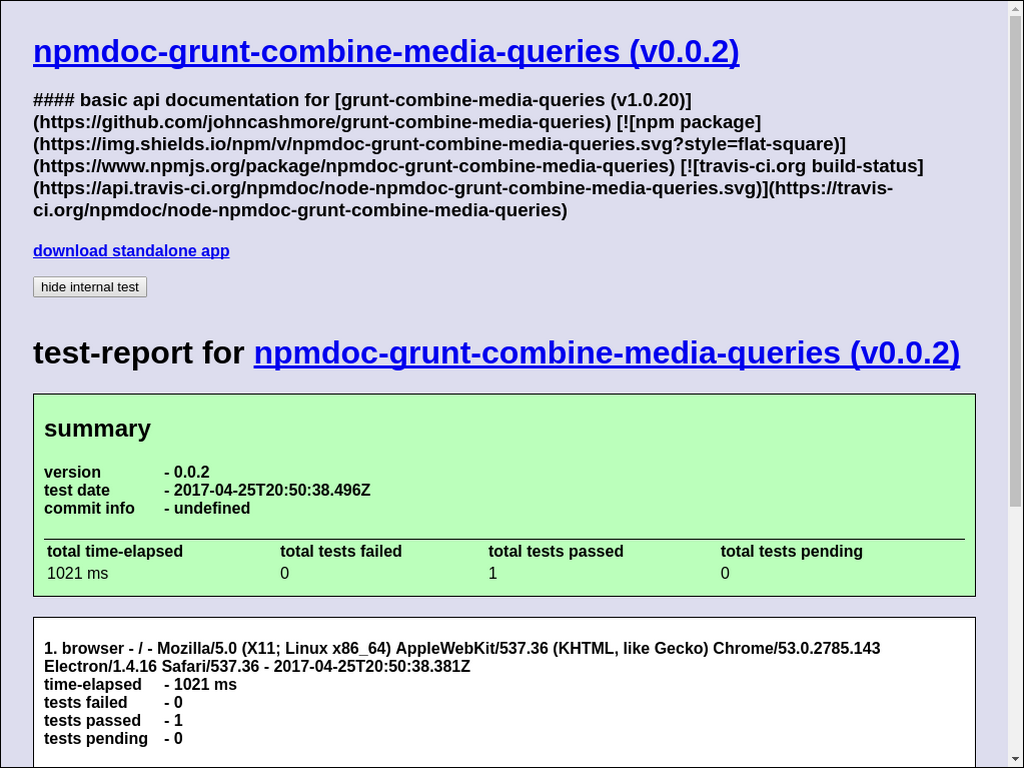 npmdoc-grunt-combine-media-queries (v0.0.2)
#### basic api documentation for [grunt-combine-media-queries (v1.0.20)]
(https://github.com/johncashmore/grunt-combine-media-queries) [![npm package]
(https://img.shields.io/npm/v/npmdoc-grunt-combine-media-queries.svg?style=flat-square)]
(https://www.npmjs.org/package/npmdoc-grunt-combine-media-queries) [![travis-ci.org build-status]
(https://api.travis-ci.org/npmdoc/node-npmdoc-grunt-combine-media-queries.svg)](https://travis-
ci.org/npmdoc/node-npmdoc-grunt-combine-media-queries)
download standalone app
hide internal test
test-report for npmdoc-grunt-combine-media-queries (v0.0.2)
summary
version - 0.0.2
test date - 2017-04-25T20:50:38.496Z
commit info - undefined
total time-elapsed total tests failed total tests passed total tests pending
1021 ms 0 1 0
1. browser - / - Mozilla/5.0 (X11; Linux x86_64) AppleWebKit/537.36 (KHTML, like Gecko) Chrome/53.0.2785.143
Electron/1.4.16 Safari/537.36 - 2017-04-25T20:50:38.381Z
time-elapsed - 1021 ms
tests failed - 0
tests passed - 1
tests pending - 0